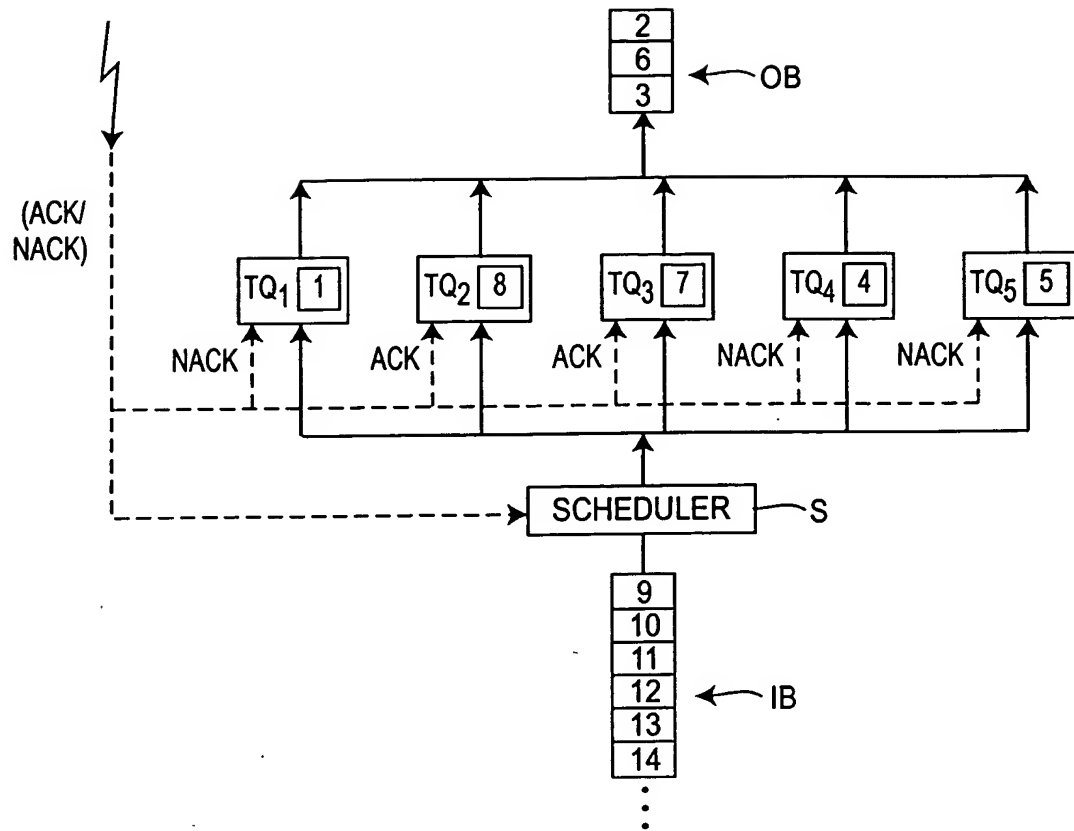 2
6
3
OB
(ACK/
NACK)
TQ1 1
TQ2 8
TQ3 7
TQ4 4
TQ5 5
NACK
ACK
ACK
NACK
NACK
SCHEDULER
S
9
10
11
12
13
14
IB